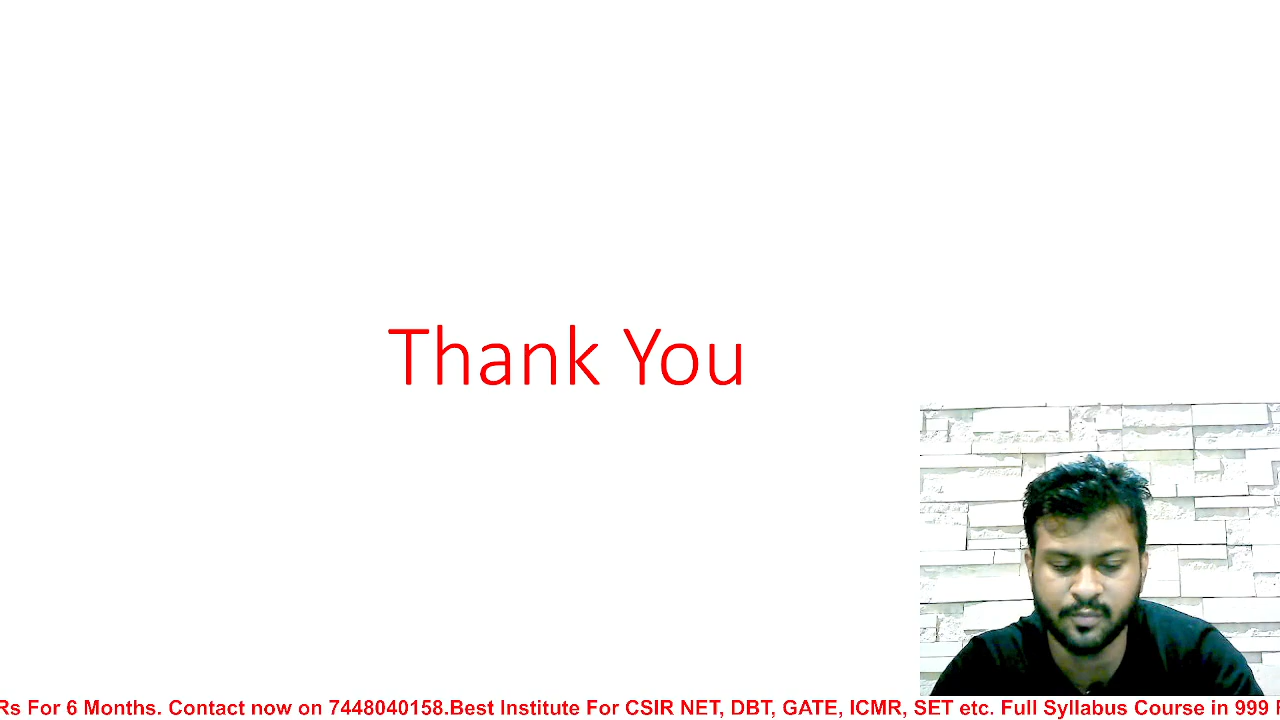 Thank You
Rs For 6 Months. Contact now on 7448040158.Best Institute For CSIR NET, DBT, GATE, ICMR, SET etc. Full Syllabus Course in 999